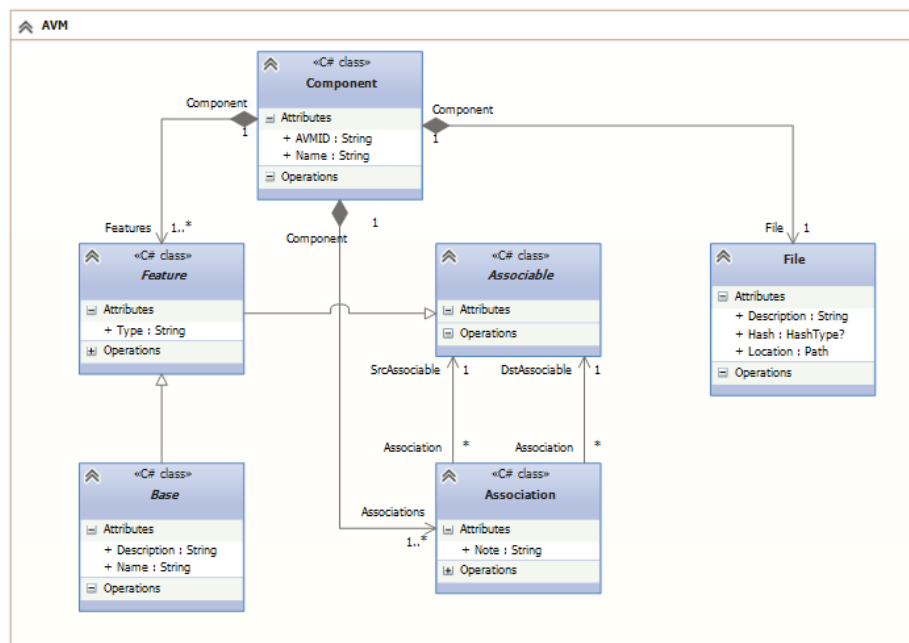 AVM
«C# class»
Component
Attributes
+ AVMID : String
+ Name : String
Operations
Component
1
Component
1
1
Component
Features
1..*
File
1
«C# class»
Feature
Attributes
+ Type : String
Operations
«C# class»
Associable
Attributes
Operations
File
Attributes
+ Description : String
+ Hash : HashType?
+ Location : Path
Operations
SrcAssociable
1
DstAssociable
1
Association
*
Association
*
«C# class»
Base
Attributes
+ Description : String
+ Name : String
Operations
Associations
1..*
«C# class»
Association
Attributes
+ Note : String
Operations